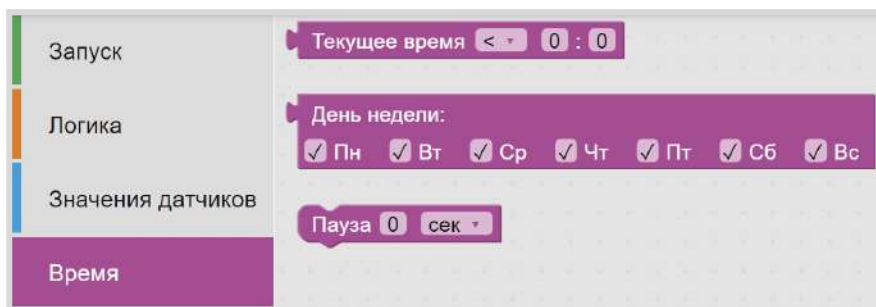 Запуск
Логика
Значения датчиков
Время
Текущее время < 0 : 0
День недели:
Пн Вт Ср Чт Пт Сб Вс
Пауза 0 сек